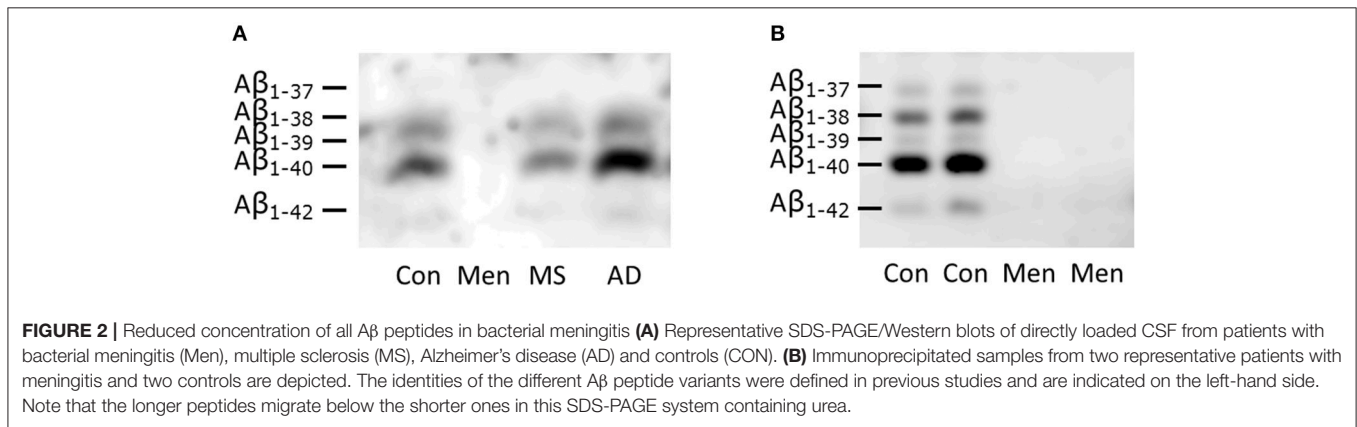 A
Aβ1-37
Aβ1-38
Aβ1-39
Aβ1-40
Aβ1-42
Con Men MS AD
B
Aβ1-37
Aβ1-38
Aβ1-39
Aβ1-40
Aβ1-42
Con Con Men Men
FIGURE 2 | Reduced concentration of all Aβ peptides in bacterial meningitis (A) Representative SDS-PAGE/Western blots of directly loaded CSF from patients with
bacterial meningitis (Men), multiple sclerosis (MS), Alzheimer's disease (AD) and controls (CON). (B) Immunoprecipitated samples from two representative patients with
meningitis and two controls are depicted. The identities of the different Aβ peptide variants were defined in previous studies and are indicated on the left-hand side.
Note that the longer peptides migrate below the shorter ones in this SDS-PAGE system containing urea.